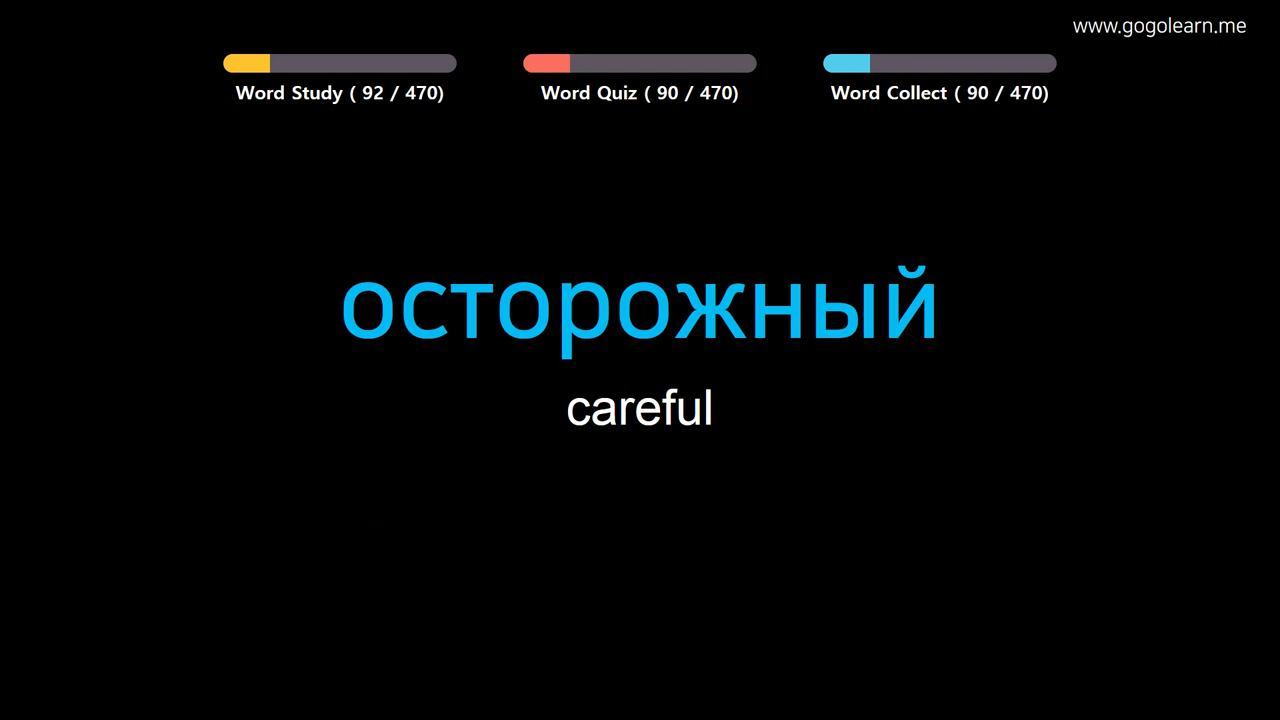 www.gogolearn.me
Word Study ( 92 / 470)
Word Quiz ( 90 / 470)
Word Collect ( 90 / 470)
осторожный
careful